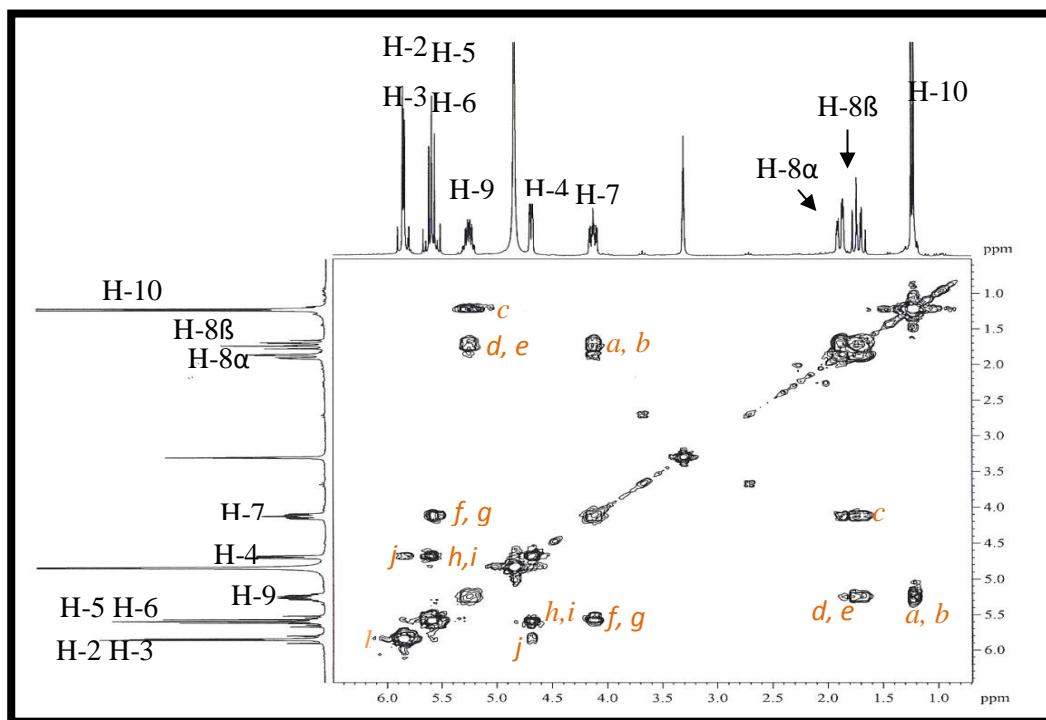 H-2 H-5
H-3 H-6
H-10
H-8ß
H-8α
H-9 H-4 H-7
ppm
H-10
H-8ß
H-8α
H-7
H-4
H-9
H-5 H-6
H-2 H-3
c
d, e
a, b
f, g
c
j
h,i
h,i
f, g
d, e
a, b
j
l
1.0
1.5
2.0
2.5
3.0
3.5
4.0
4.5
5.0
5.5
6.0
6.0 5.5 5.0 4.5 4.0 3.5 3.0 2.5 2.0 1.5 1.0 ppm
ppm